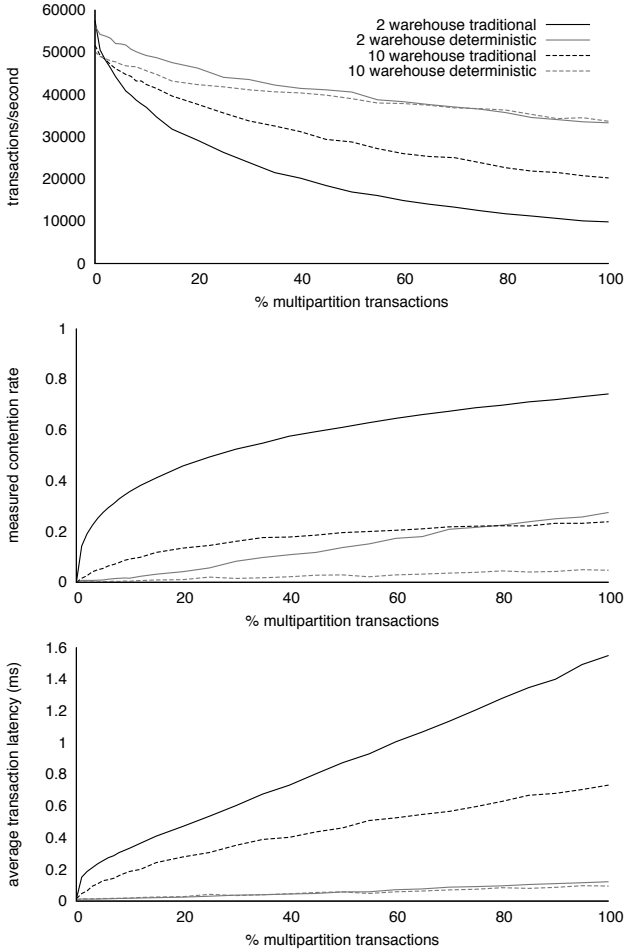 60000
50000
40000
30000
20000
10000
0
transactions/second
2 warehouse traditional
2 warehouse deterministic
10 warehouse traditional
10 warehouse deterministic
0 20 40 60 80 100
% multipartition transactions
1
0.8
0.6
0.4
0.2
0
measured contention rate
0 20 40 60 80 100
% multipartition transactions
1.6
1.4
1.2
1
0.8
0.6
0.4
0.2
0
average transaction latency (ms)
0 20 40 60 80 100
% multipartition transactions